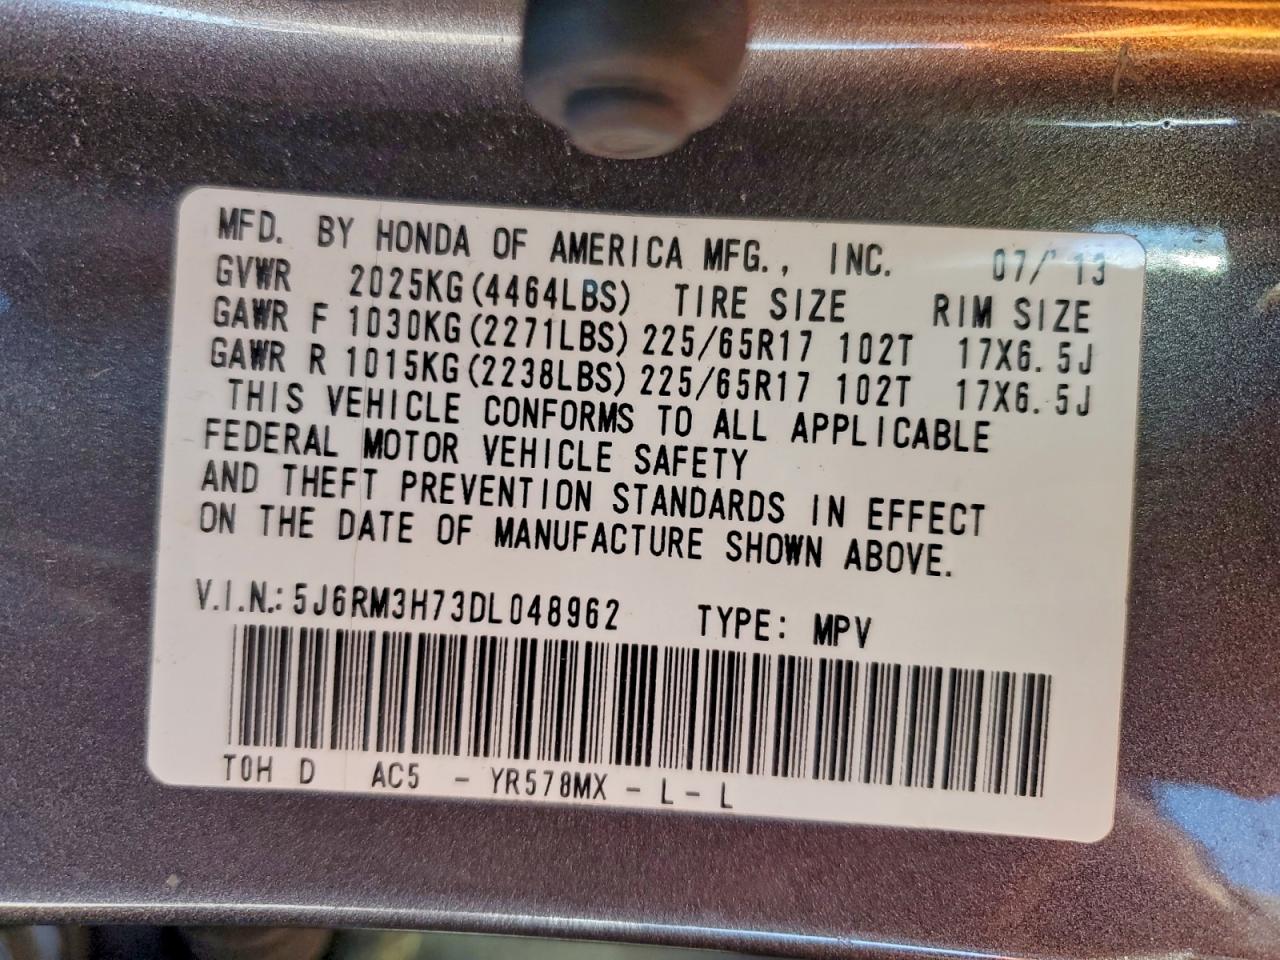 MFD. BY HONDA OF AMERICA MFG., INC. 07/13
GVWR 2025KG(4464LBS) TIRE SIZE RIM SIZE
GAWR F 1030KG(2271LBS) 225/65R17 102T 17X6.5J
GAWR R 1015KG(2238LBS) 225/65R17 102T 17X6.5J
THIS VEHICLE CONFORMS TO ALL APPLICABLE
FEDERAL MOTOR VEHICLE SAFETY
AND THEFT PREVENTION STANDARDS IN EFFECT
ON THE DATE OF MANUFACTURE SHOWN ABOVE.
V.I.N.: 5J6RM3H73DL048962 TYPE: MPV
T0H D AC5 - YR578MX - L - L